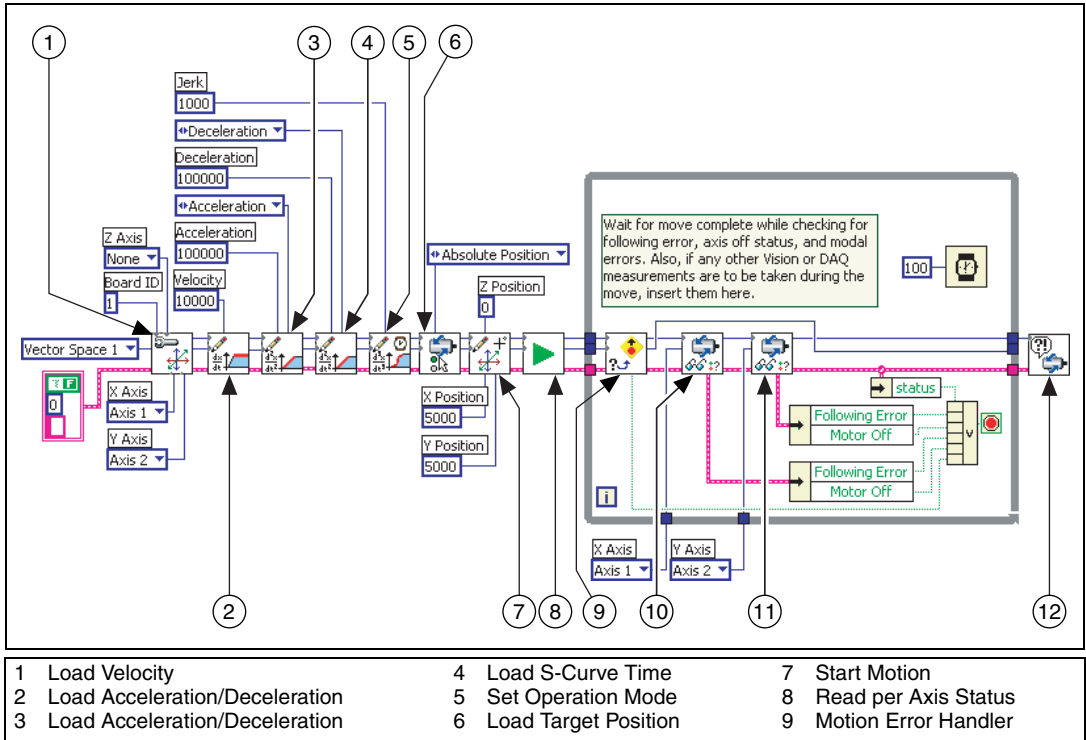 1
3
4
5
6
Jerk
1000
Deceleration
Deceleration
100000
Acceleration
Acceleration
100000
Z Axis
None
Board ID
1
Velocity
10000
Absolute Position
Z Position
0
Vector Space 1
T F
0
X Axis
Axis 1
Y Axis
Axis 2
X Position
5000
Y Position
5000
Wait for move complete while checking for
following error, axis off status, and modal
errors. Also, if any other Vision or DAQ
measurements are to be taken during the
move, insert them here.
100
status
Following Error
Motor Off
Following Error
Motor Off
i
X Axis
Axis 1
Y Axis
Axis 2
2
7
8
9
10
11
12
1 Load Velocity
2 Load Acceleration/Deceleration
3 Load Acceleration/Deceleration
4 Load S-Curve Time
5 Set Operation Mode
6 Load Target Position
7 Start Motion
8 Read per Axis Status
9 Motion Error Handler